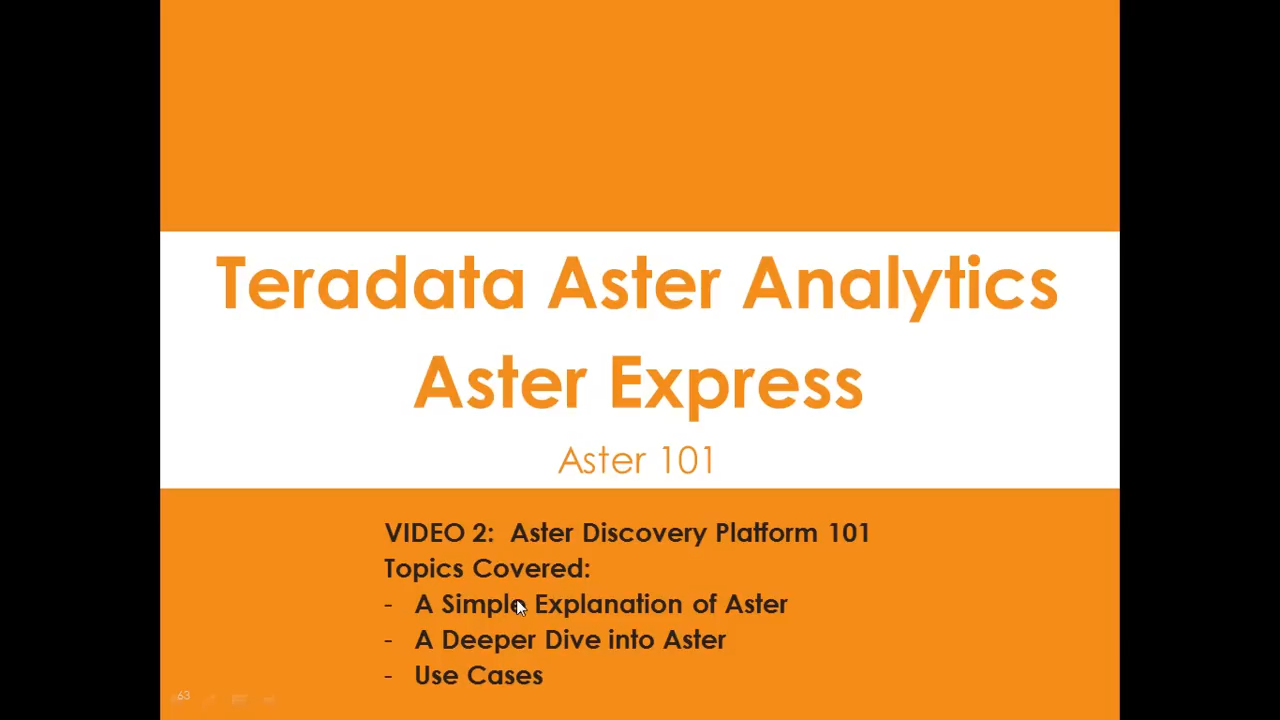 Teradata Aster Analytics
Aster Express
Aster 101
VIDEO 2: Aster Discovery Platform 101
Topics Covered:
- A Simple Explanation of Aster
- A Deeper Dive into Aster
- Use Cases
63